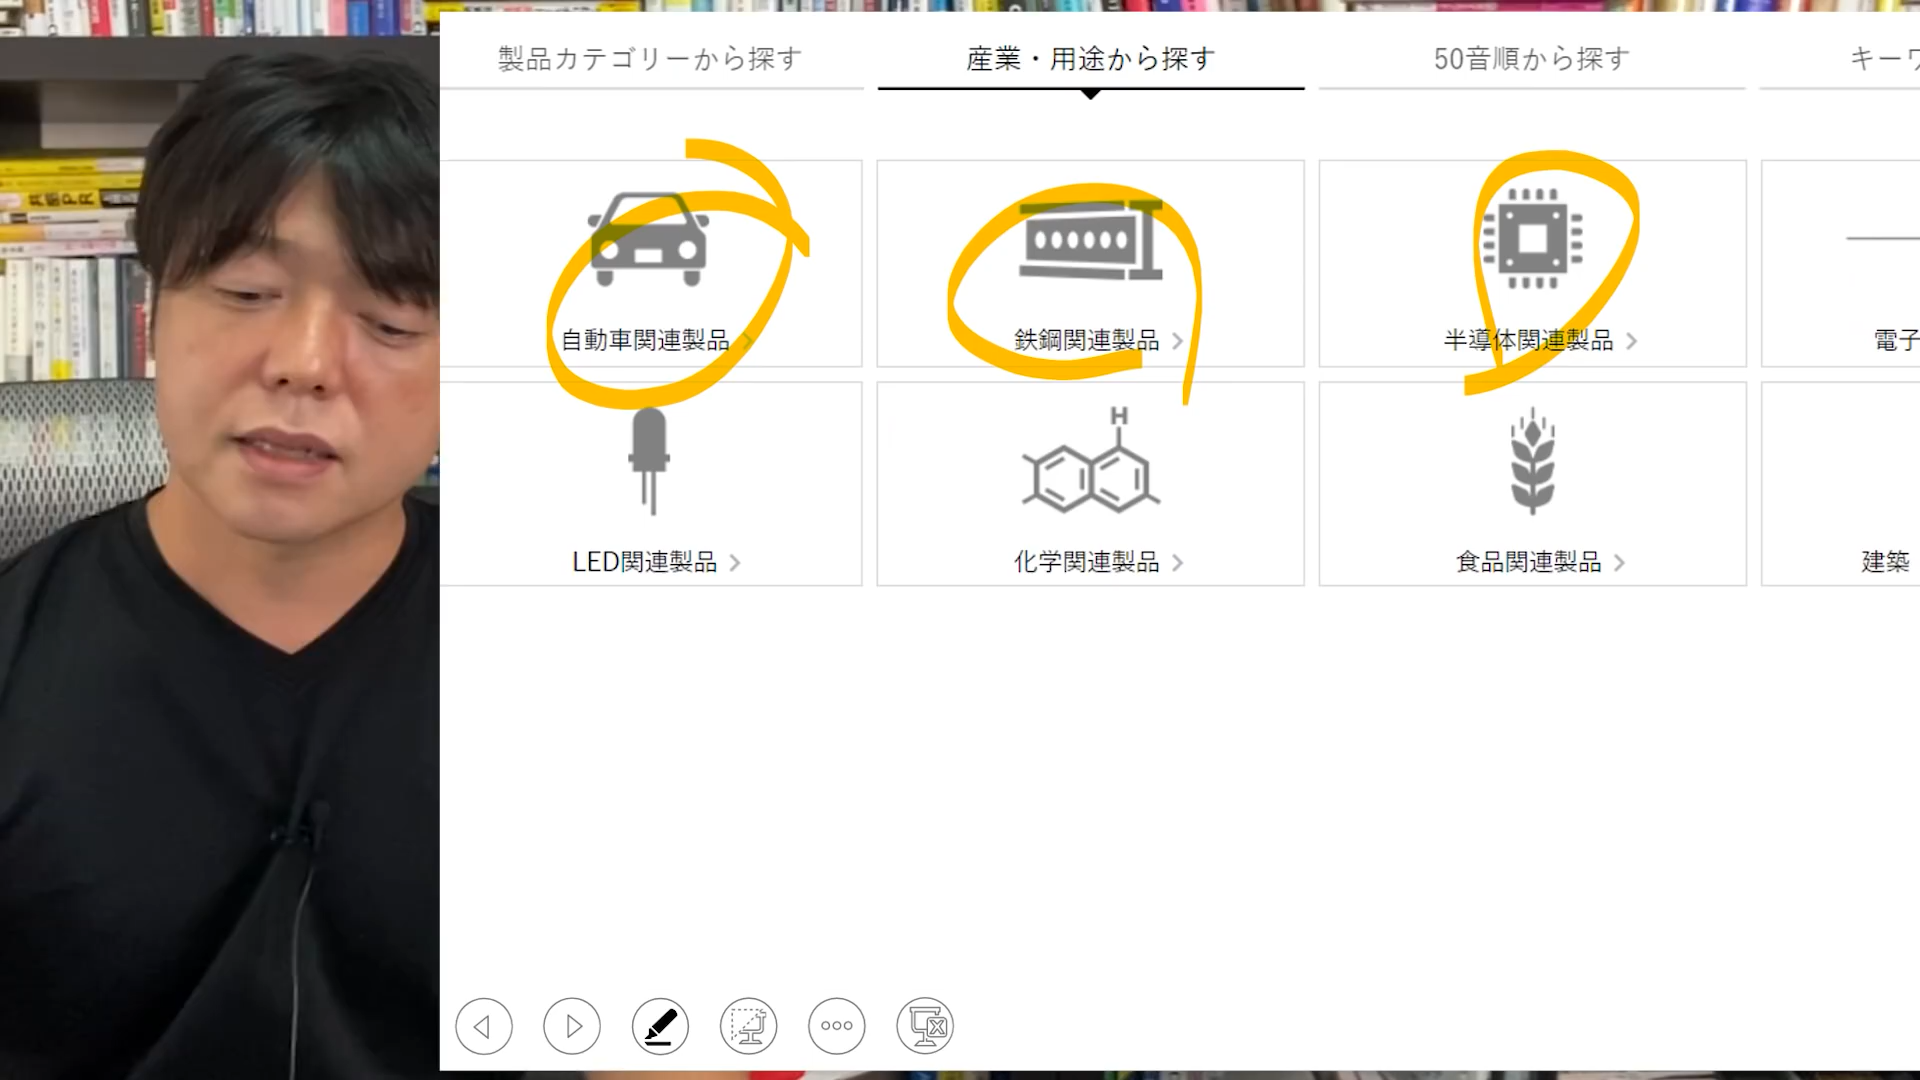 製品カテゴリーから探す
産業・用途から探す
50音順から探す
キーワ
自動車関連製品
鉄鋼関連製品
半導体関連製品
電子
H
LED関連製品
化学関連製品
食品関連製品
建築